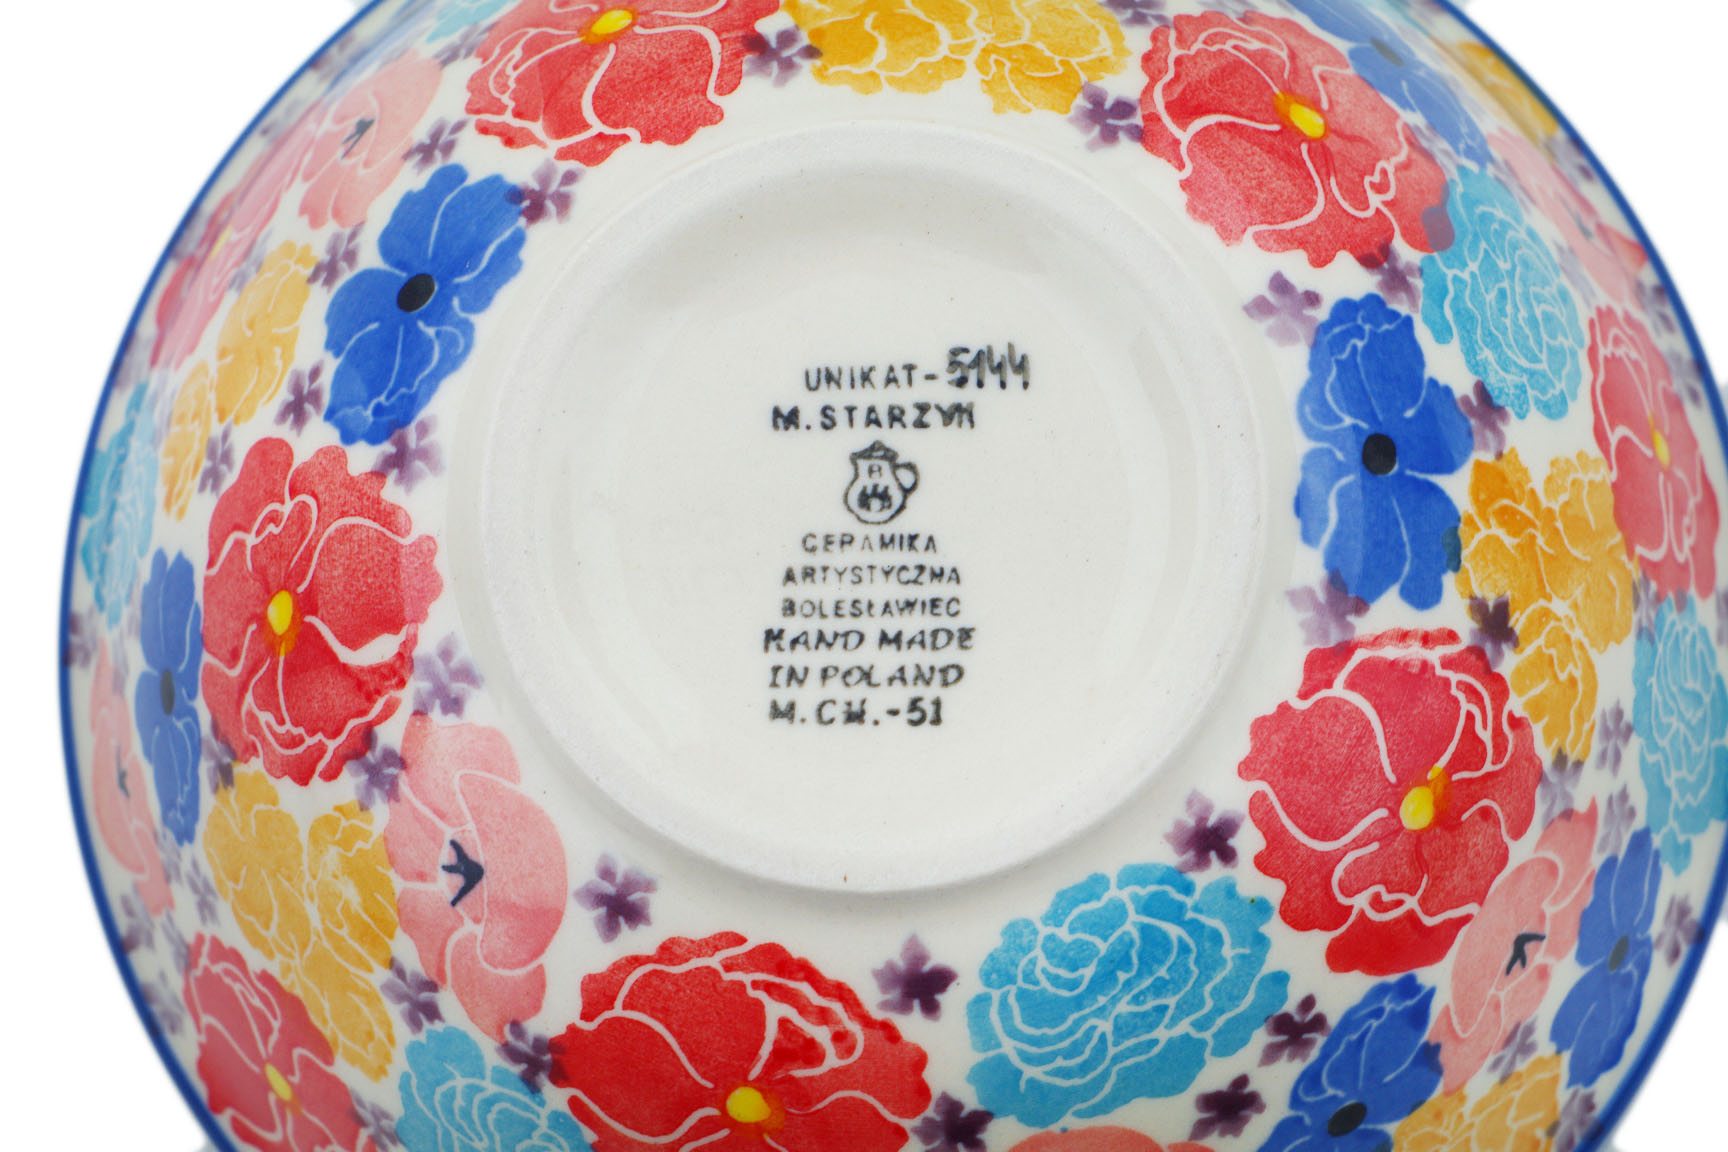 UNIKAT-5144
M. STARZYK
CERAMIKA
ARTYSTYCZNA
BOLESŁAWIEC
HAND MADE
IN POLAND
M.CH.-51